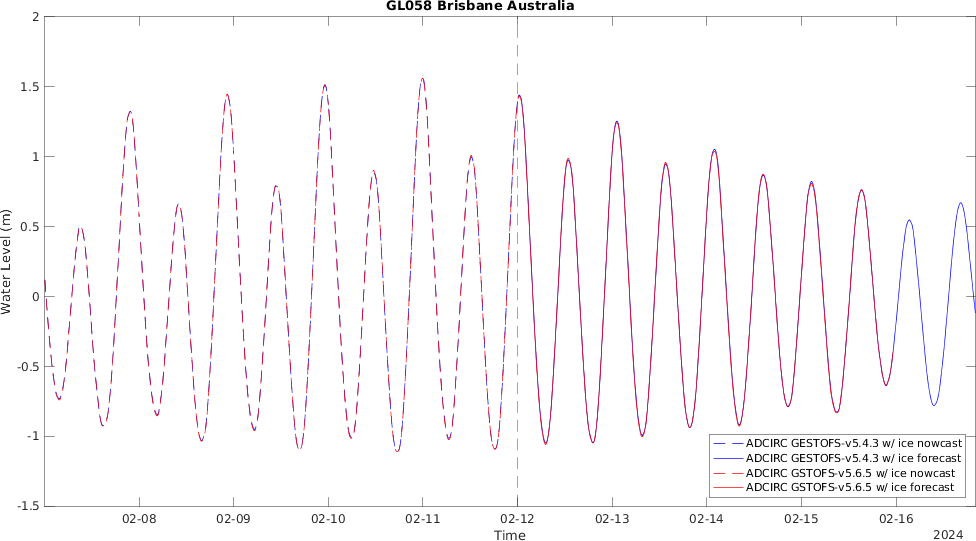 GL058 Brisbane Australia
2
1.5
1
0.5
0
-0.5
-1
-1.5
Water Level (m)
ADCIRC GESTOFS-v5.4.3 w/ ice nowcast
ADCIRC GESTOFS-v5.4.3 w/ ice forecast
ADCIRC GSTOFS-v5.6.5 w/ ice nowcast
ADCIRC GSTOFS-v5.6.5 w/ ice forecast
02-08 02-09 02-10 02-11 02-12 02-13 02-14 02-15 02-16
Time
2024